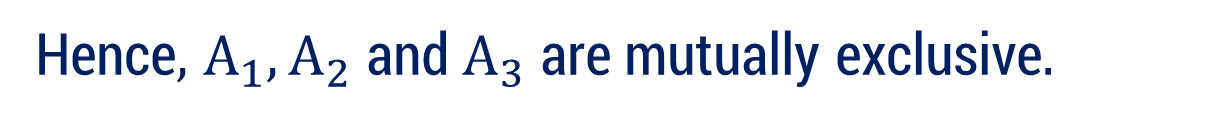 Hence, A₁, A₂ and A₃ are mutually exclusive.